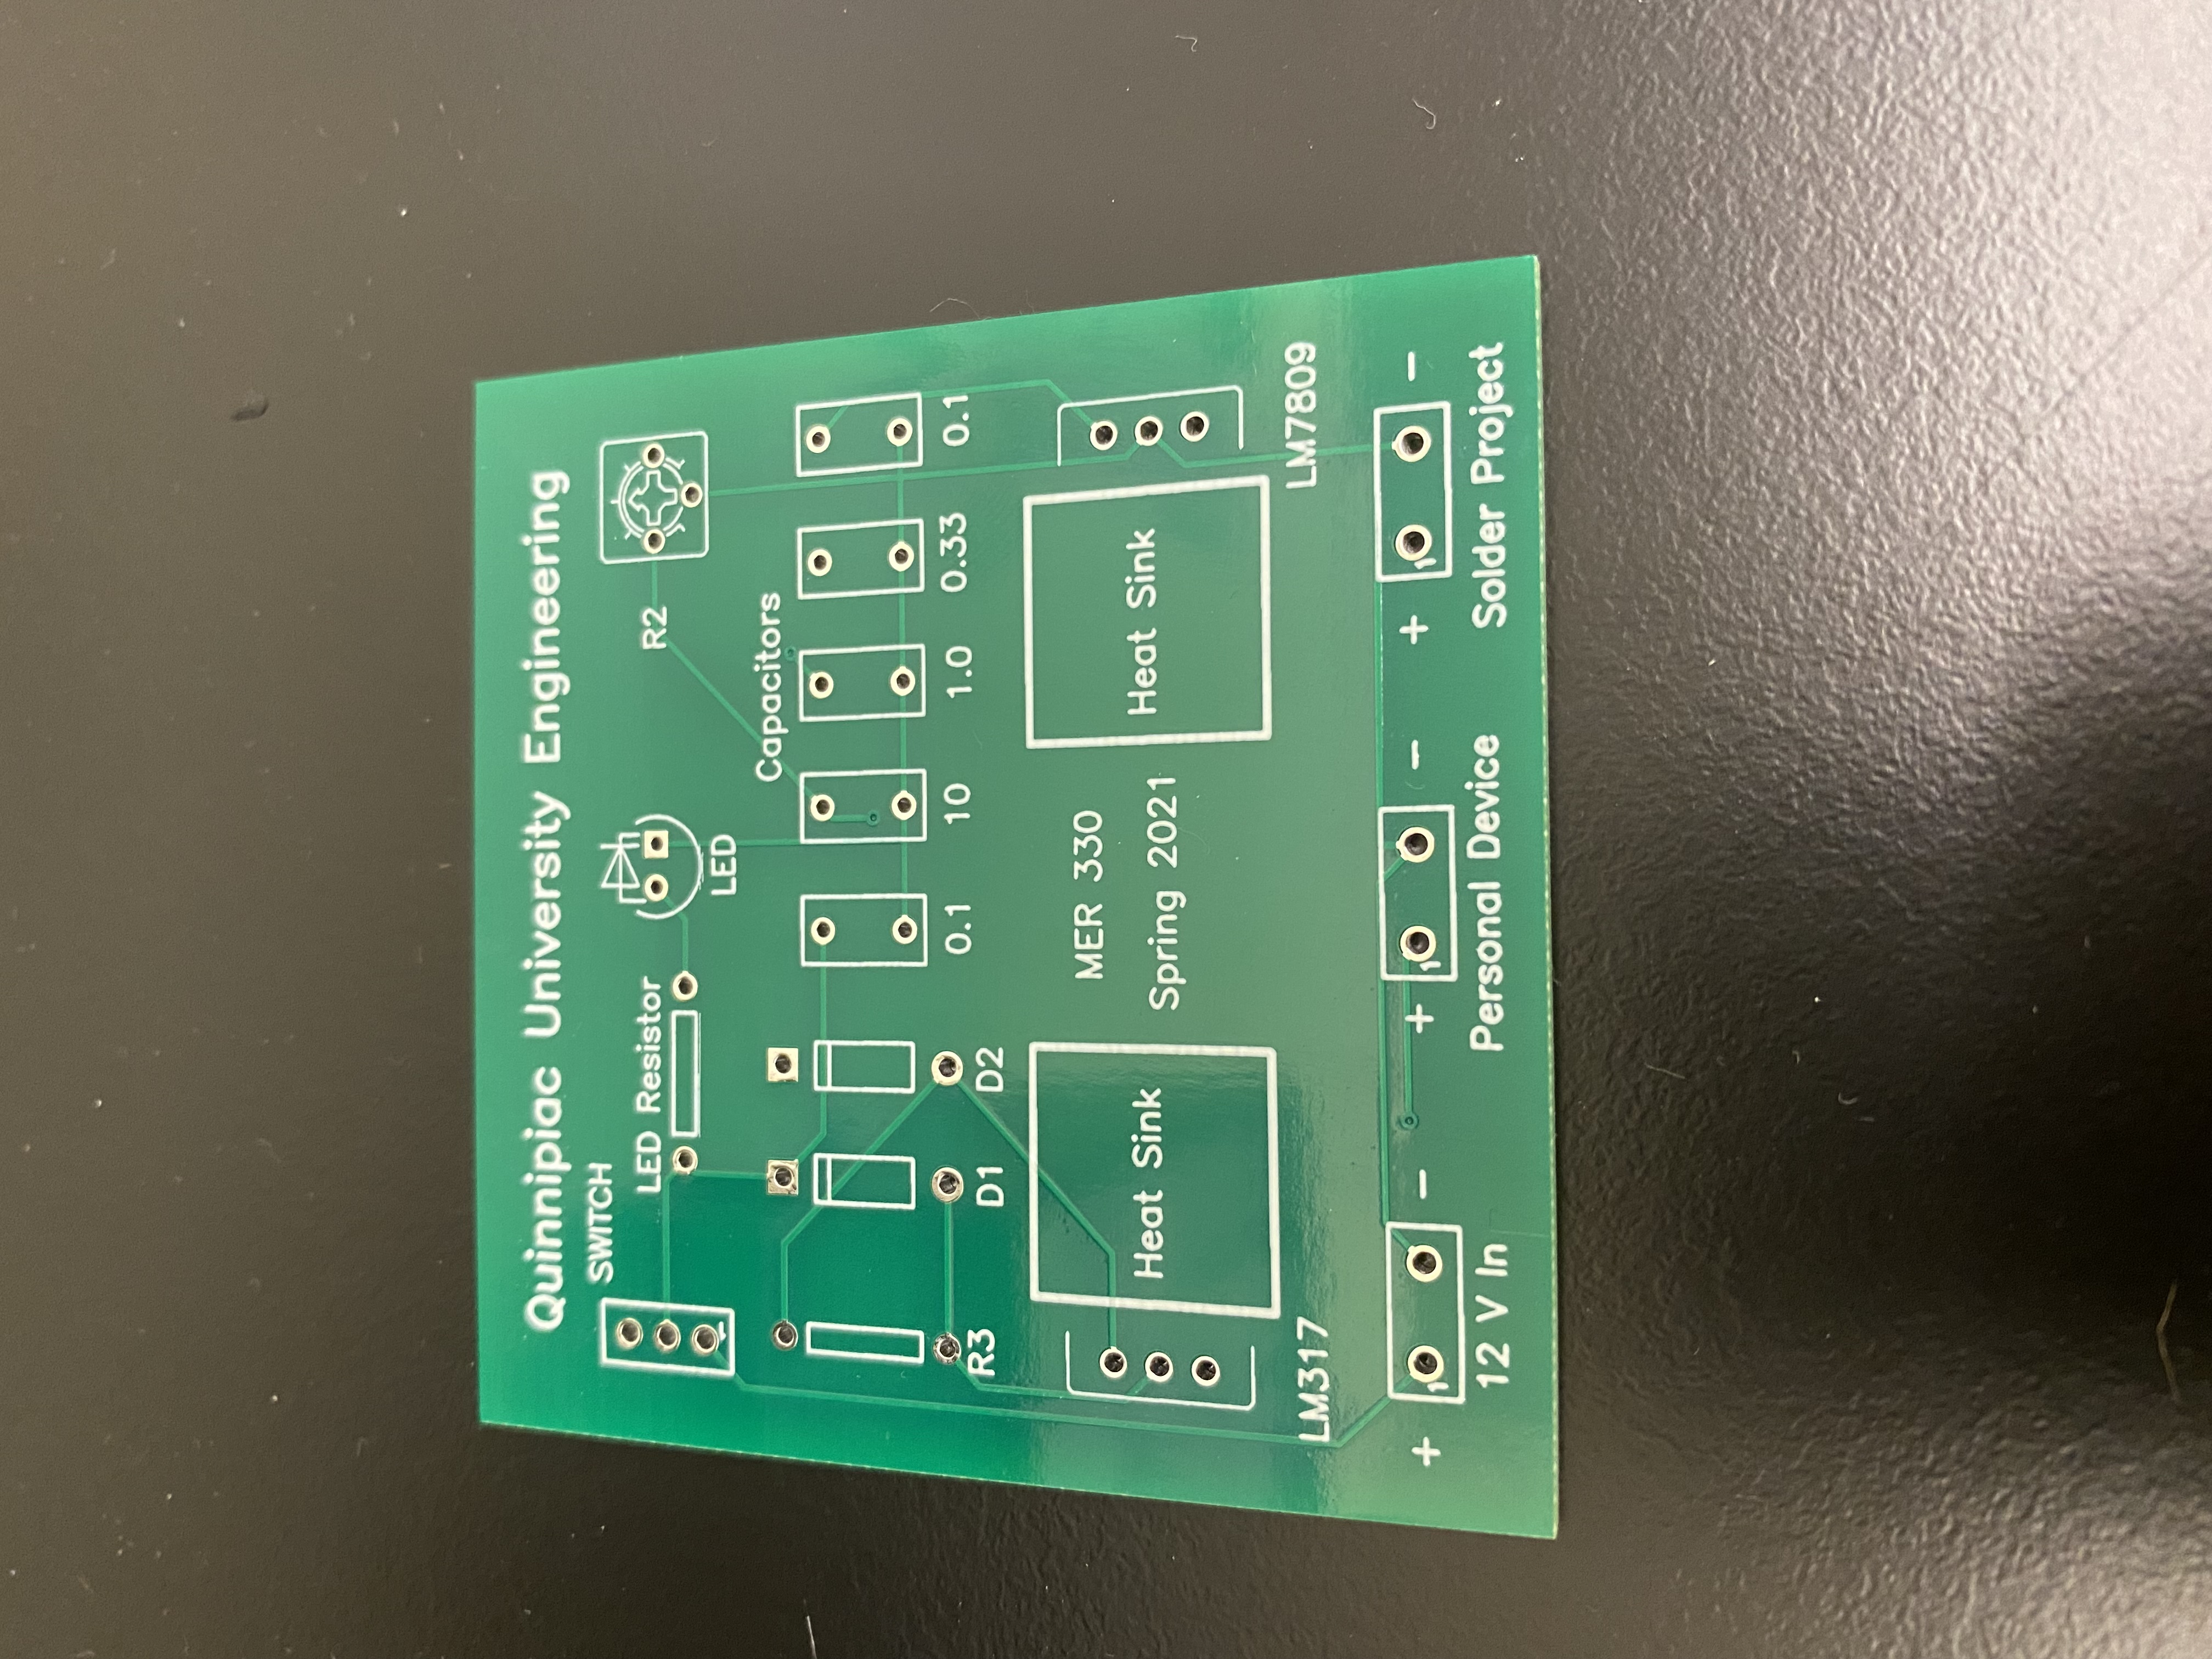 Quinnipiac University Engineering
SWITCH
1
LED Resistor
LED
R2
Capacitors
R3
D1
D2
0.1
10
1.0
0.33
0.1
Heat Sink
MER 330
Spring 2021
Heat Sink
LM317
LM7809
+ 1 -
+ 1 -
+ 1 -
12 V In
Personal Device
Solder Project